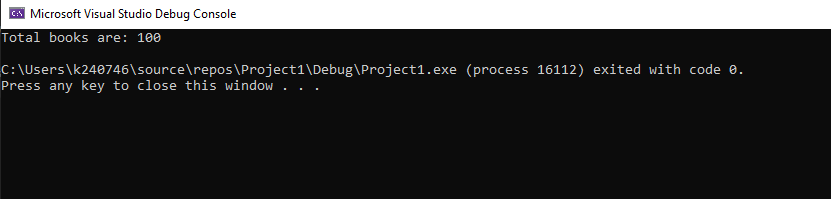 C:\ Microsoft Visual Studio Debug Console
Total books are: 100
C:\Users\k240746\source\repos\Project1\Debug\Project1.exe (process 16112) exited with code 0.
Press any key to close this window . . .